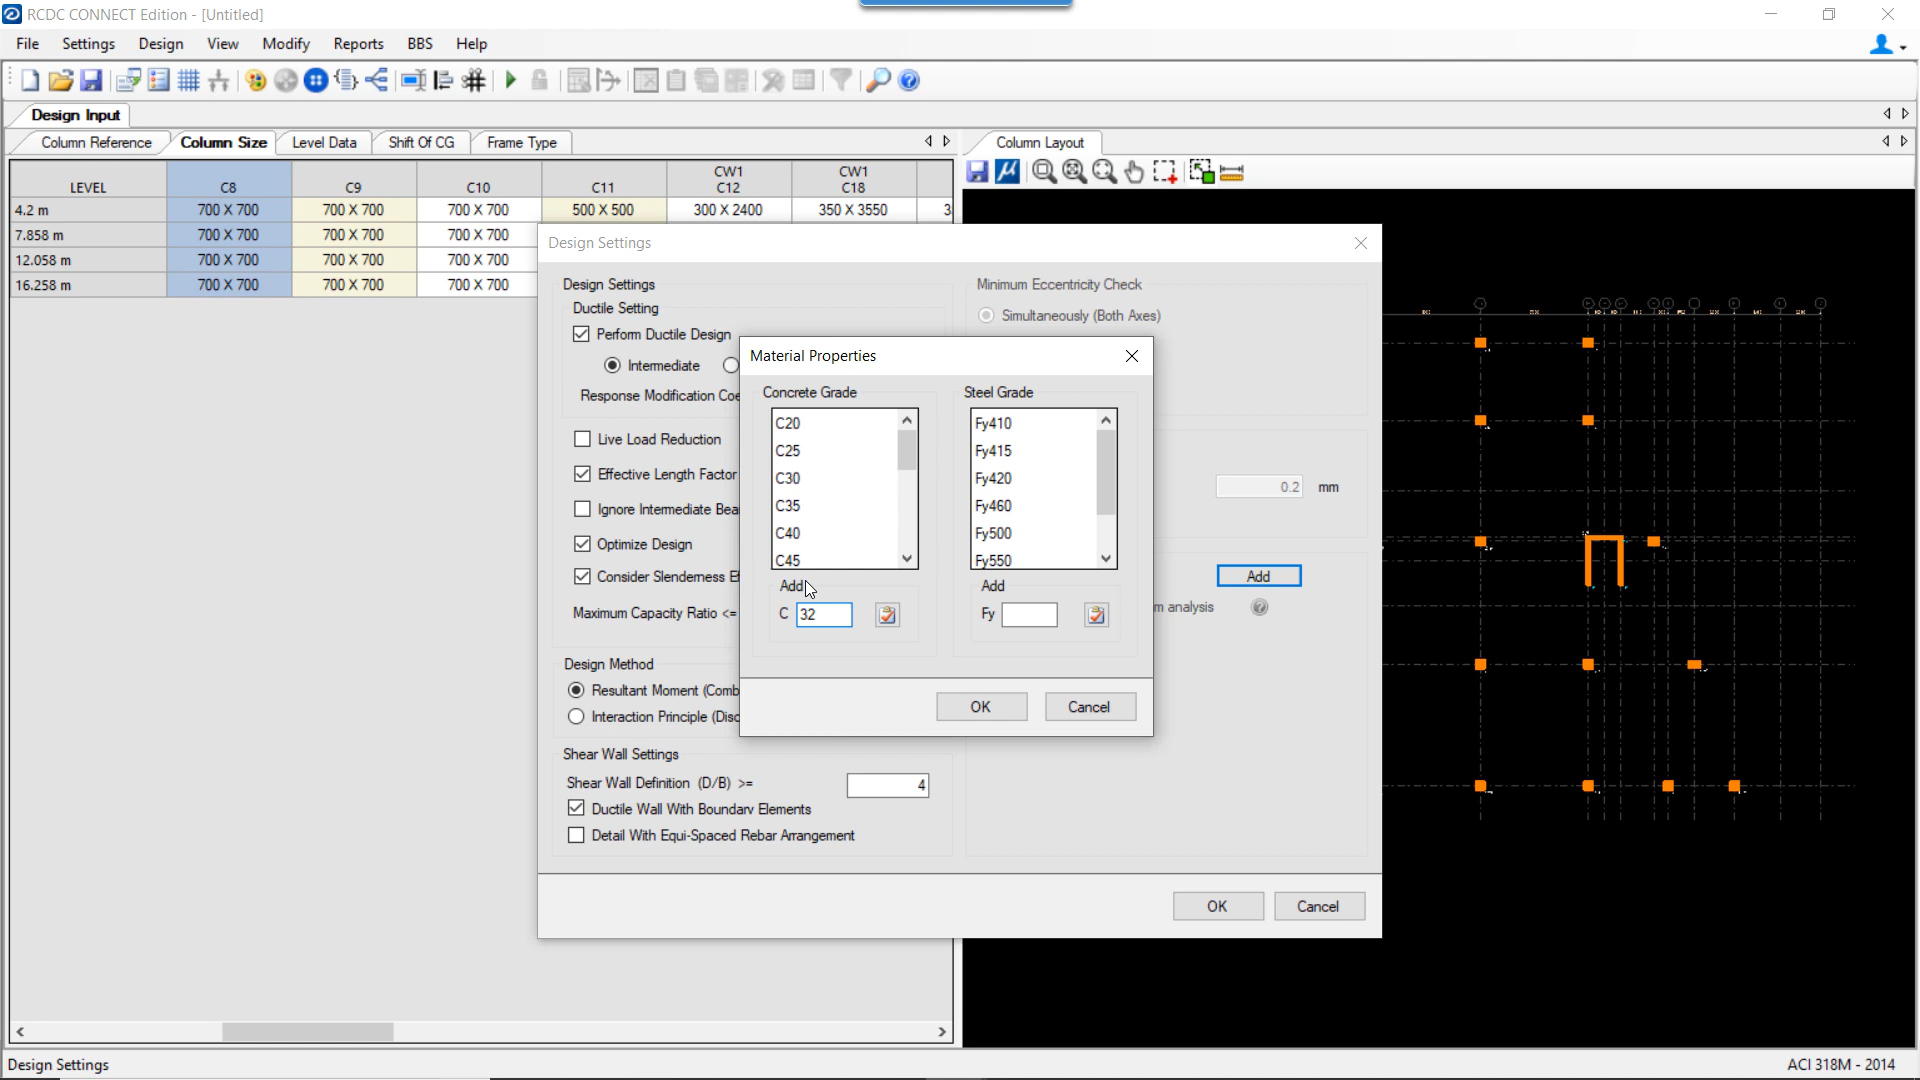 RCDC CONNECT Edition - [Untitled]
File Settings Design View Modify Reports BBS Help
Design Input
Column Reference Column Size Level Data Shift Of CG Frame Type
Column Layout
LEVEL C8 C9 C10 C11 CW1 C12 CW1 C18
4.2 m 700 X 700 700 X 700 700 X 700 500 X 500 300 X 2400 350 X 3550 3
7.858 m 700 X 700 700 X 700 700 X 700
12.058 m 700 X 700 700 X 700 700 X 700
16.258 m 700 X 700 700 X 700 700 X 700
Design Settings
Design Settings
Ductile Setting
Perform Ductile Design
Intermediate
Response Modification Coe
Live Load Reduction
Effective Length Factor
Ignore Intermediate Bea
Optimize Design
Consider Slenderness Ef
Maximum Capacity Ratio <=
Design Method
Resultant Moment (Comb
Interaction Principle (Disc
Shear Wall Settings
Shear Wall Definition (D/B) >= 4
Ductile Wall With Boundary Elements
Detail With Equi-Spaced Rebar Arrangement
Minimum Eccentricity Check
Simultaneously (Both Axes)
0.2 mm
Add
m analysis
OK Cancel
Material Properties
Concrete Grade
C20
C25
C30
C35
C40
C45
Add
C 32
Steel Grade
Fy410
Fy415
Fy420
Fy460
Fy500
Fy550
Add
Fy
OK Cancel
Design Settings
ACI 318M - 2014